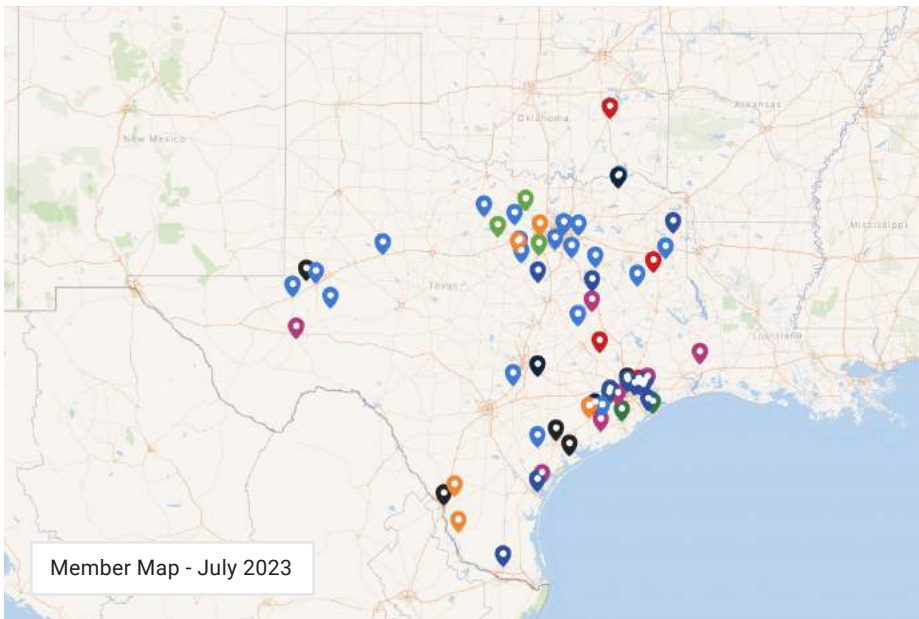 Oklahoma
Arkansas
New Mexico
Mississippi
Texas
Louisiana
Member Map - July 2023